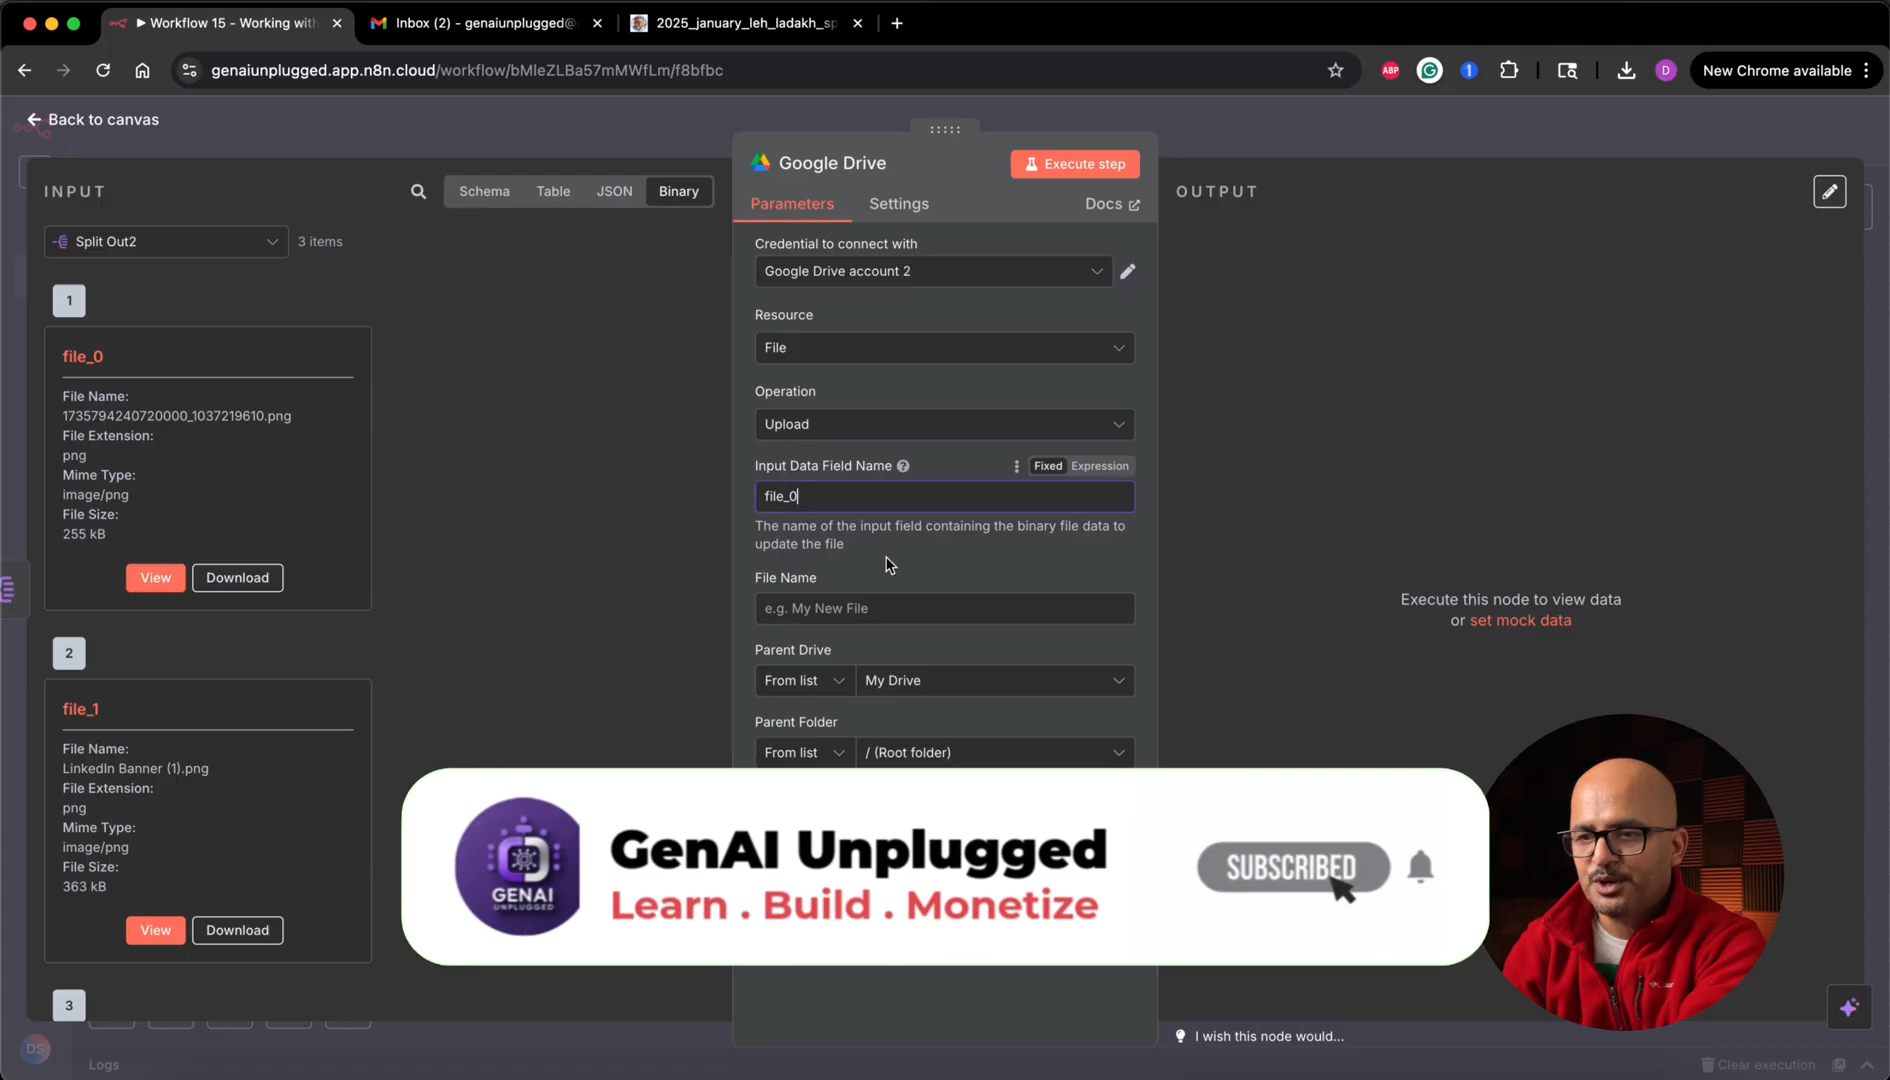 Workflow 15 - Working with
Inbox (2) - genaiunplugged@
2025_january_leh_ladakh_sp
genaiunplugged.app.n8n.cloud/workflow/bMleZLBa57mMWfLm/f8bfbc
ABP
1
D
New Chrome available
Back to canvas
INPUT
Schema
Table
JSON
Binary
Split Out2
3 items
1
file_0
File Name:
1735794240720000_1037219610.png
File Extension:
png
Mime Type:
image/png
File Size:
255 kB
View
Download
2
file_1
File Name:
LinkedIn Banner (1).png
File Extension:
png
Mime Type:
image/png
File Size:
363 kB
View
Download
3
Google Drive
Execute step
Parameters
Settings
Docs
Credential to connect with
Google Drive account 2
Resource
File
Operation
Upload
Input Data Field Name
Fixed
Expression
file_0
The name of the input field containing the binary file data to
update the file
File Name
e.g. My New File
Parent Drive
From list
My Drive
Parent Folder
From list
/ (Root folder)
OUTPUT
Execute this node to view data
or set mock data
GENAI
UNPLUGGED
GenAI Unplugged
Learn . Build . Monetize
SUBSCRIBED
I wish this node would...
DS
Logs
Clear execution